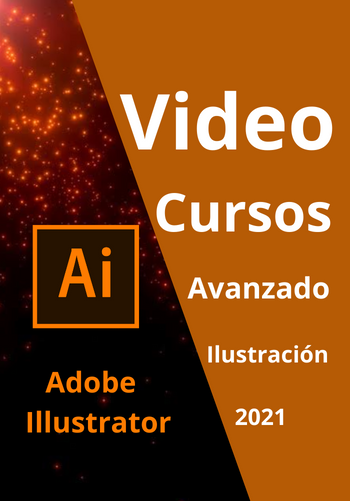 Video
Cursos
Avanzado
Ilustración
2021
Ai
Adobe
Illustrator